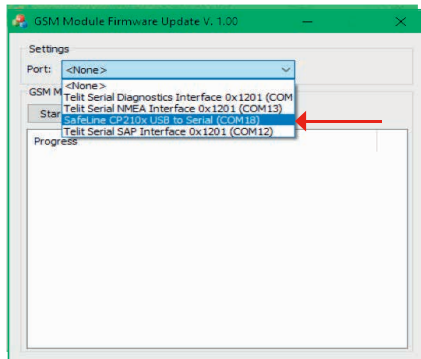 GSM Module Firmware Update V. 1.00
Settings
Port: <None>
<None>
GSM M
Telit Serial Diagnostics Interface 0x1201 (COM
Telit Serial NMEA Interface 0x1201 (COM13)
Star
SafeLine CP210x USB to Serial (COM18)
Telit Serial SAP Interface 0x1201 (COM12)
Progress